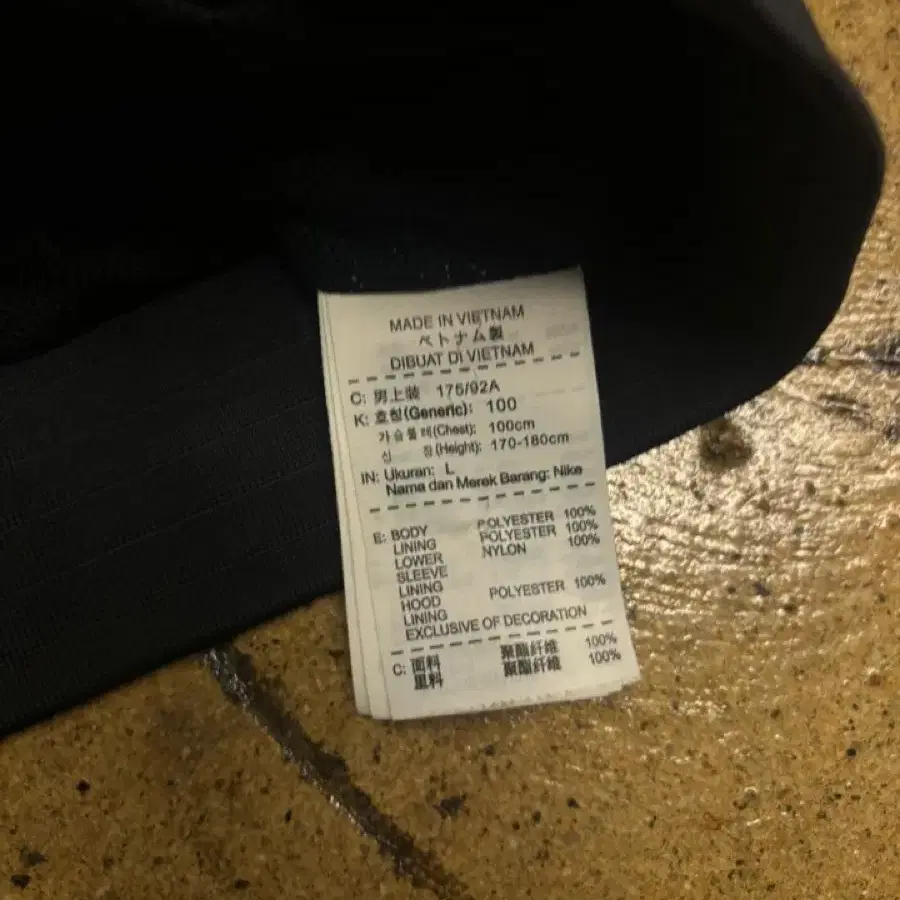 MADE IN VIETNAM
ベトナム製
DIBUAT DI VIETNAM
C: 男上装 175/92A
K: 호칭(Generic): 100
가슴둘레(Chest): 100cm
신 장(Height): 170-180cm
IN: Ukuran: L
Nama dan Merek Barang: Nike
E: BODY POLYESTER 100%
LINING POLYESTER 100%
LOWER NYLON 100%
SLEEVE
LINING
HOOD POLYESTER 100%
LINING
EXCLUSIVE OF DECORATION
C: 面料 聚酯纤维 100%
里料 聚酯纤维 100%